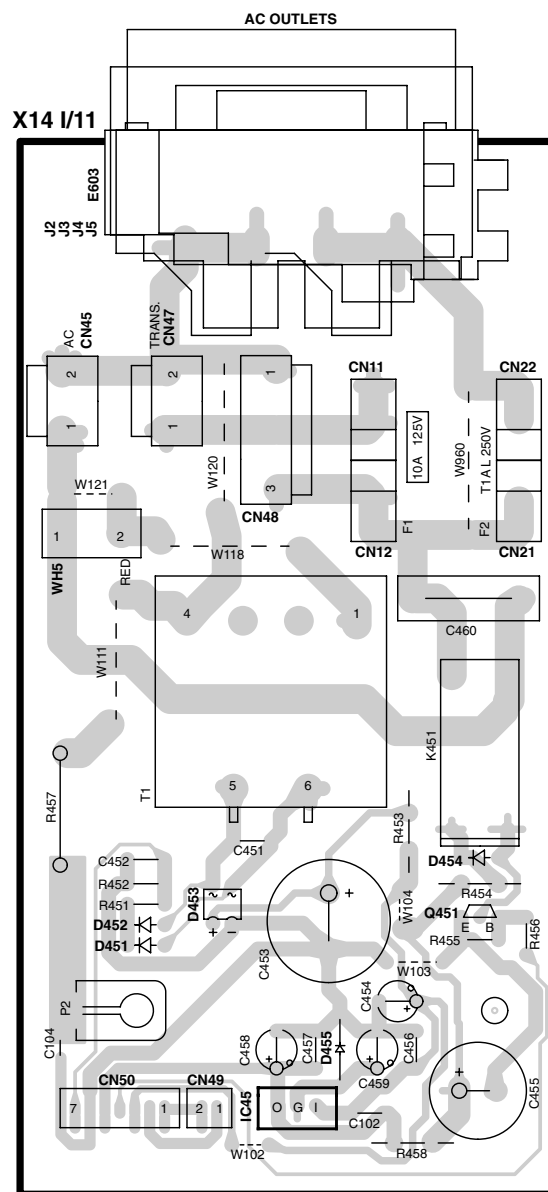 AC OUTLETS
X14 I/11
E603
J2
J3
J4
J5
AC
CN45
TRANS.
CN47
2
1
2
1
1
3
CN48
CN11
CN22
10A 125V
W960
T1 A L 250V
W120
W121
F1
F2
CN12
CN21
1
2
WH5
RED
W118
4
1
C460
W111
K451
5
6
T1
R457
C451
R453
D454
C452
R452
R451
D452
D451
D453
~ ~
+ −
+
C453
W104
R454
Q451
E B
R455
R456
W103
C454
+
P2
C104
C458
+
C457
D455
+
C459
C456
+
C455
CN50
CN49
7
1
2 1
IC45
O G I
C102
W102
R458